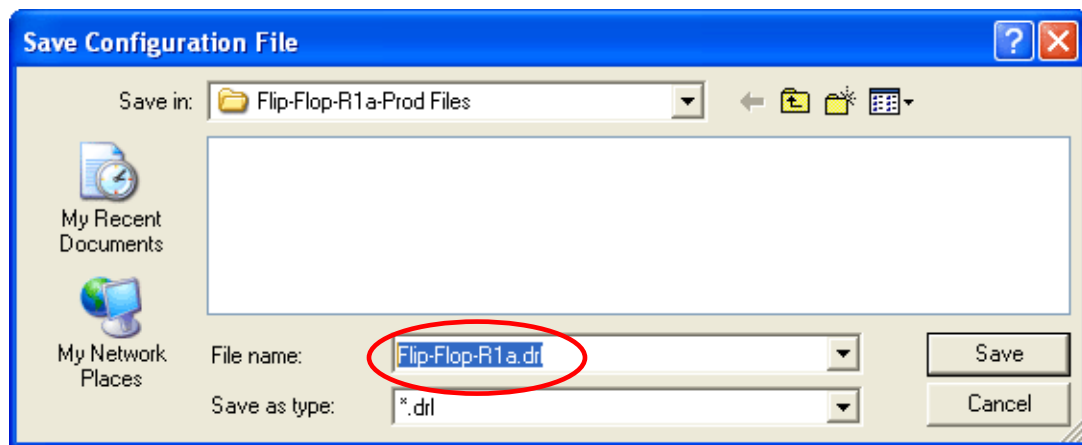 Save Configuration File
Save in: Flip-Flop-R1a-Prod Files
My Recent
Documents
My Network
Places
File name: Flip-Flop-R1a.drl
Save
Save as type: *.drl
Cancel